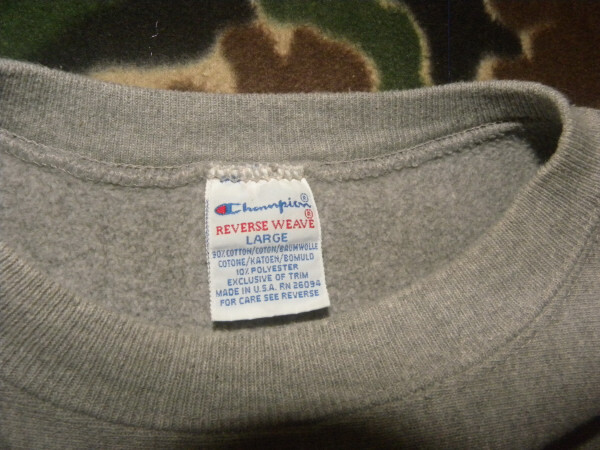 Champion®
REVERSE WEAVE®
LARGE
90% COTTON/COTON/BAUMWOLLE
COTONE/KATOEN/BOMULD
10% POLYESTER
EXCLUSIVE OF TRIM
MADE IN U.S.A. RN 26094
FOR CARE SEE REVERSE